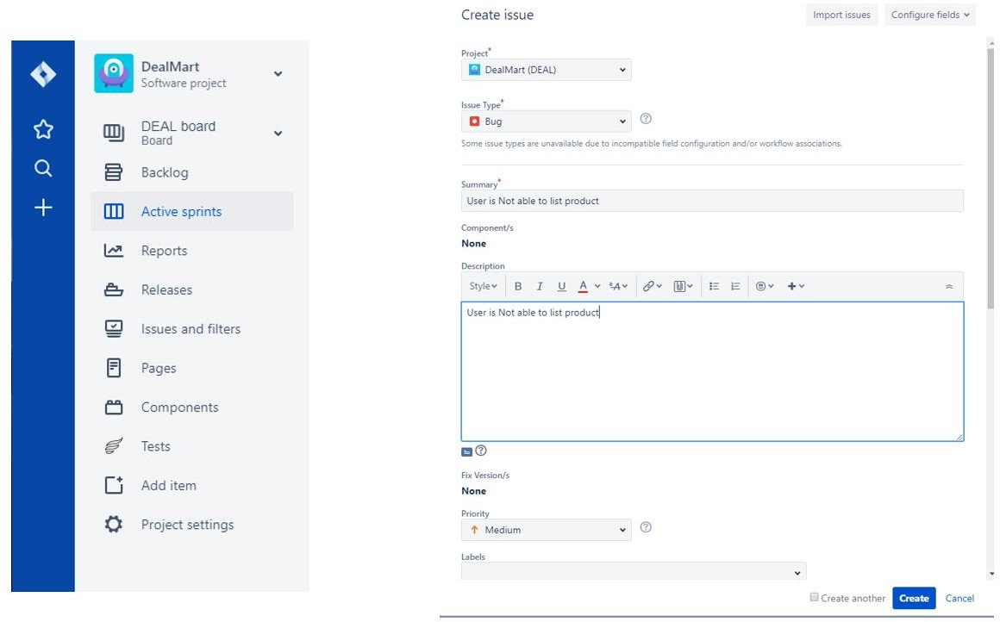 DealMart
Software project
DEAL board
Board
Backlog
Active sprints
Reports
Releases
Issues and filters
Pages
Components
Tests
Add item
Project settings
Create issue
Import issues
Configure fields
Project*
DealMart (DEAL)
Issue Type*
Bug
Some issue types are unavailable due to incompatible field configuration and/or workflow associations.
Summary*
User is Not able to list product
Component/s
None
Description
Style B I U A ᵃA
User is Not able to list product
Fix Version/s
None
Priority
Medium
Labels
Create another Create Cancel